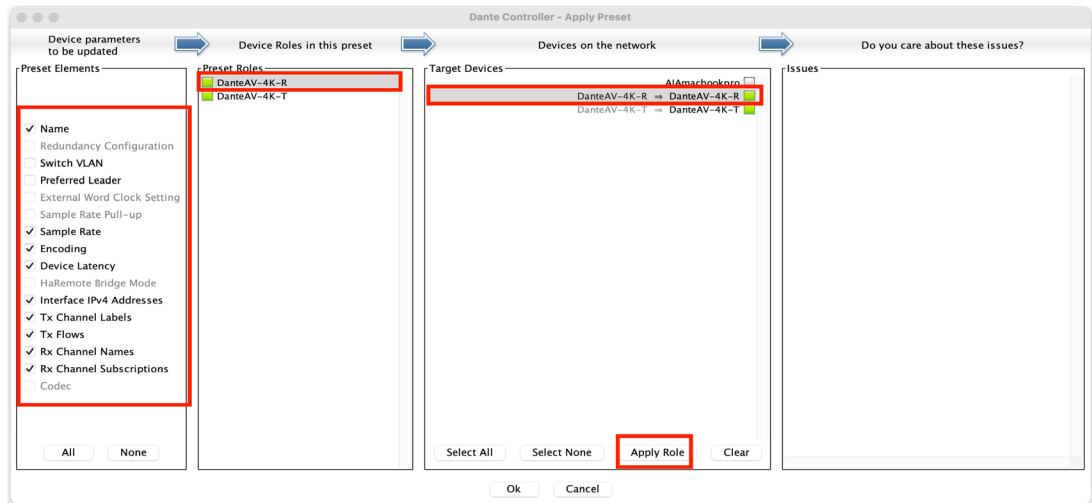 Dante Controller - Apply Preset
Device parameters
to be updated
Device Roles in this preset
Devices on the network
Do you care about these issues?
Preset Elements
Name
Redundancy Configuration
Switch VLAN
Preferred Leader
External Word Clock Setting
Sample Rate Pull-up
Sample Rate
Encoding
Device Latency
HaRemote Bridge Mode
Interface IPv4 Addresses
Tx Channel Labels
Tx Flows
Rx Channel Names
Rx Channel Subscriptions
Codec
All None
Preset Roles
DanteAV-4K-R
DanteAV-4K-T
Target Devices
AIAmacbookpro
DanteAV-4K-R ⇒ DanteAV-4K-R
DanteAV-4K-T ⇒ DanteAV-4K-T
Select All Select None Apply Role Clear
Issues
Ok Cancel